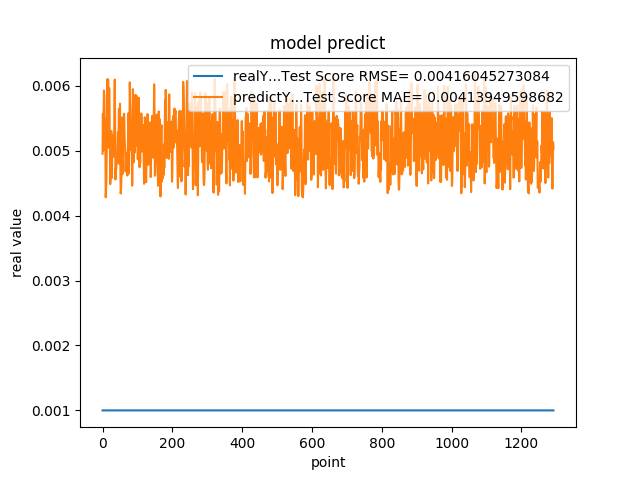 model predict
realY...Test Score RMSE= 0.00416045273084
predictY...Test Score MAE= 0.00413949598682
0.006
0.005
0.004
0.003
0.002
0.001
real value
0 200 400 600 800 1000 1200
point